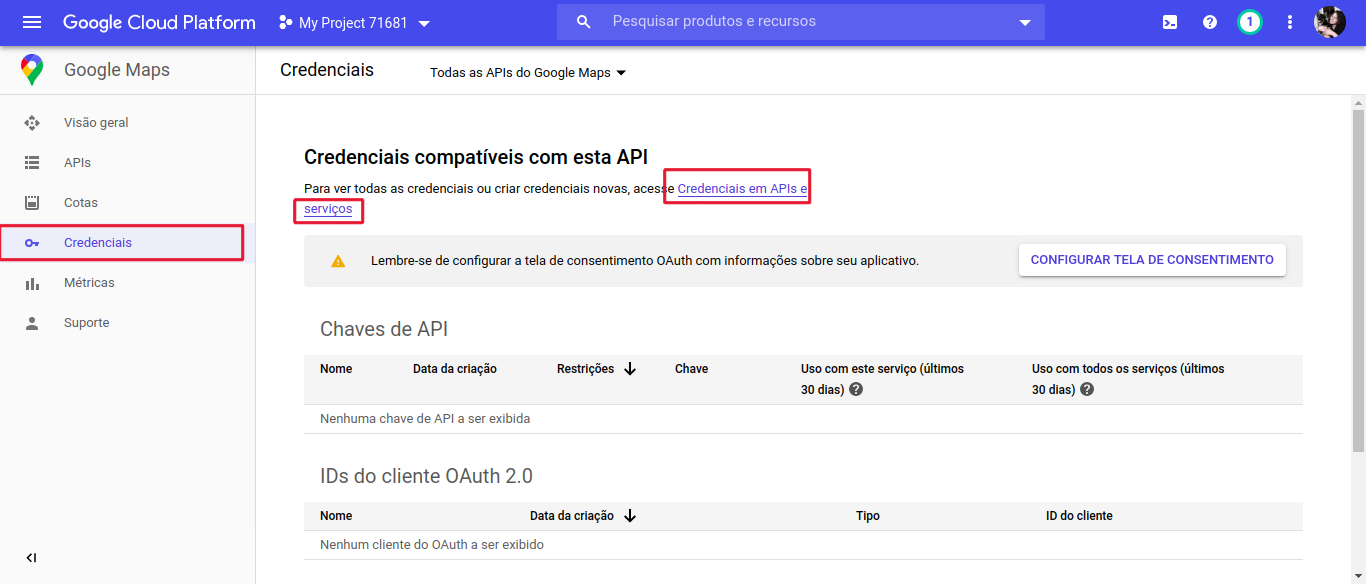 Google Cloud Platform
My Project 71681
Pesquisar produtos e recursos
1
Google Maps
Credenciais
Todas as APIs do Google Maps
Visão geral
APIs
Cotas
Credenciais
Métricas
Suporte
Credenciais compatíveis com esta API
Para ver todas as credenciais ou criar credenciais novas, acesse Credenciais em APIs e
serviços
Lembre-se de configurar a tela de consentimento OAuth com informações sobre seu aplicativo.
CONFIGURAR TELA DE CONSENTIMENTO
Chaves de API
Nome Data da criação Restrições Chave Uso com este serviço (últimos 30 dias) Uso com todos os serviços (últimos 30 dias)
Nenhuma chave de API a ser exibida
IDs do cliente OAuth 2.0
Nome Data da criação Tipo ID do cliente
Nenhum cliente do OAuth a ser exibido